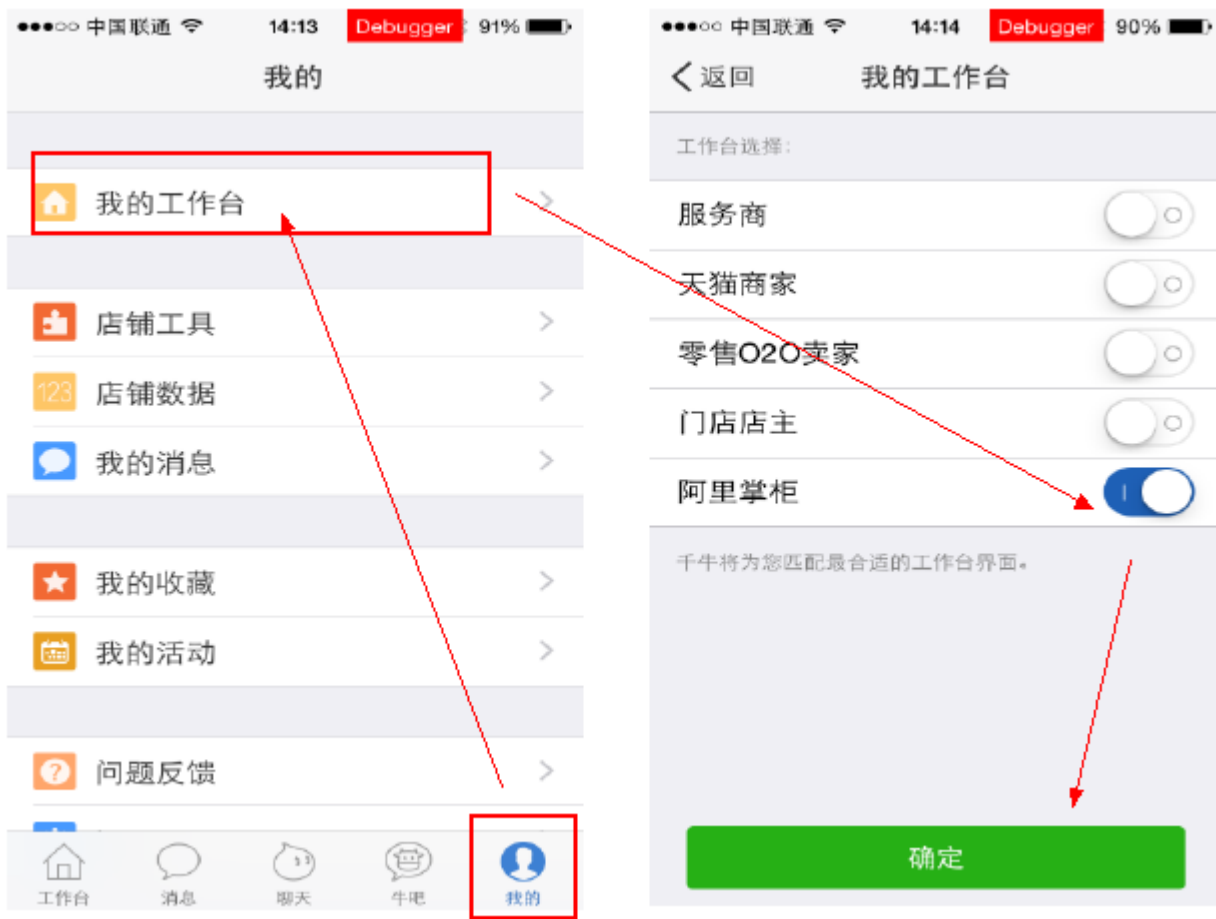 中国联通 14:13 Debugger 91%
我的
我的工作台
店铺工具
123 店铺数据
我的消息
我的收藏
我的活动
问题反馈
工作台 消息 聊天 牛吧 我的
中国联通 14:14 Debugger 90%
返回 我的工作台
工作台选择:
服务商
天猫商家
零售O2O卖家
门店店主
阿里掌柜
千牛将为您匹配最合适的工作台界面。
确定